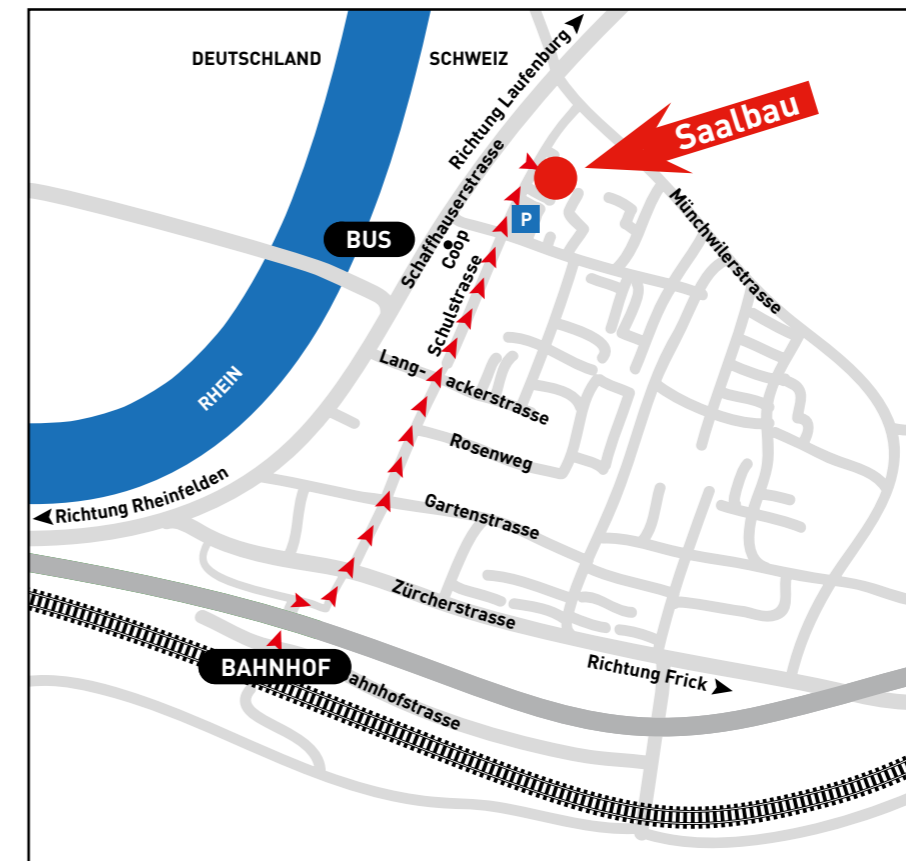 DEUTSCHLAND
SCHWEIZ
Richtung Laufenburg
Saalbau
Schaffhauserstrasse
Münchwilerstrasse
P
BUS
Coop
Schulstrasse
Lang-ackerstrasse
RHEIN
Rosenweg
Richtung Rheinfelden
Gartenstrasse
Zürcherstrasse
Richtung Frick
BAHNHOF
ahnhofstrasse